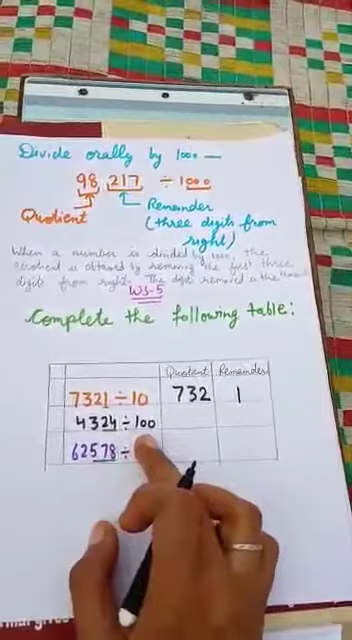 Divide orally by 1000 —
98 217 ÷ 1000
Quotient
Remainder
(three digits from
right)
When a number is divided by 1000, the
quotient is obtained by removing the first three
digits from right. The digits removed is the
WS-5
Complete the following table:
Quotient Remainder
7321 ÷ 10 732 1
4324 ÷ 100
62578 ÷